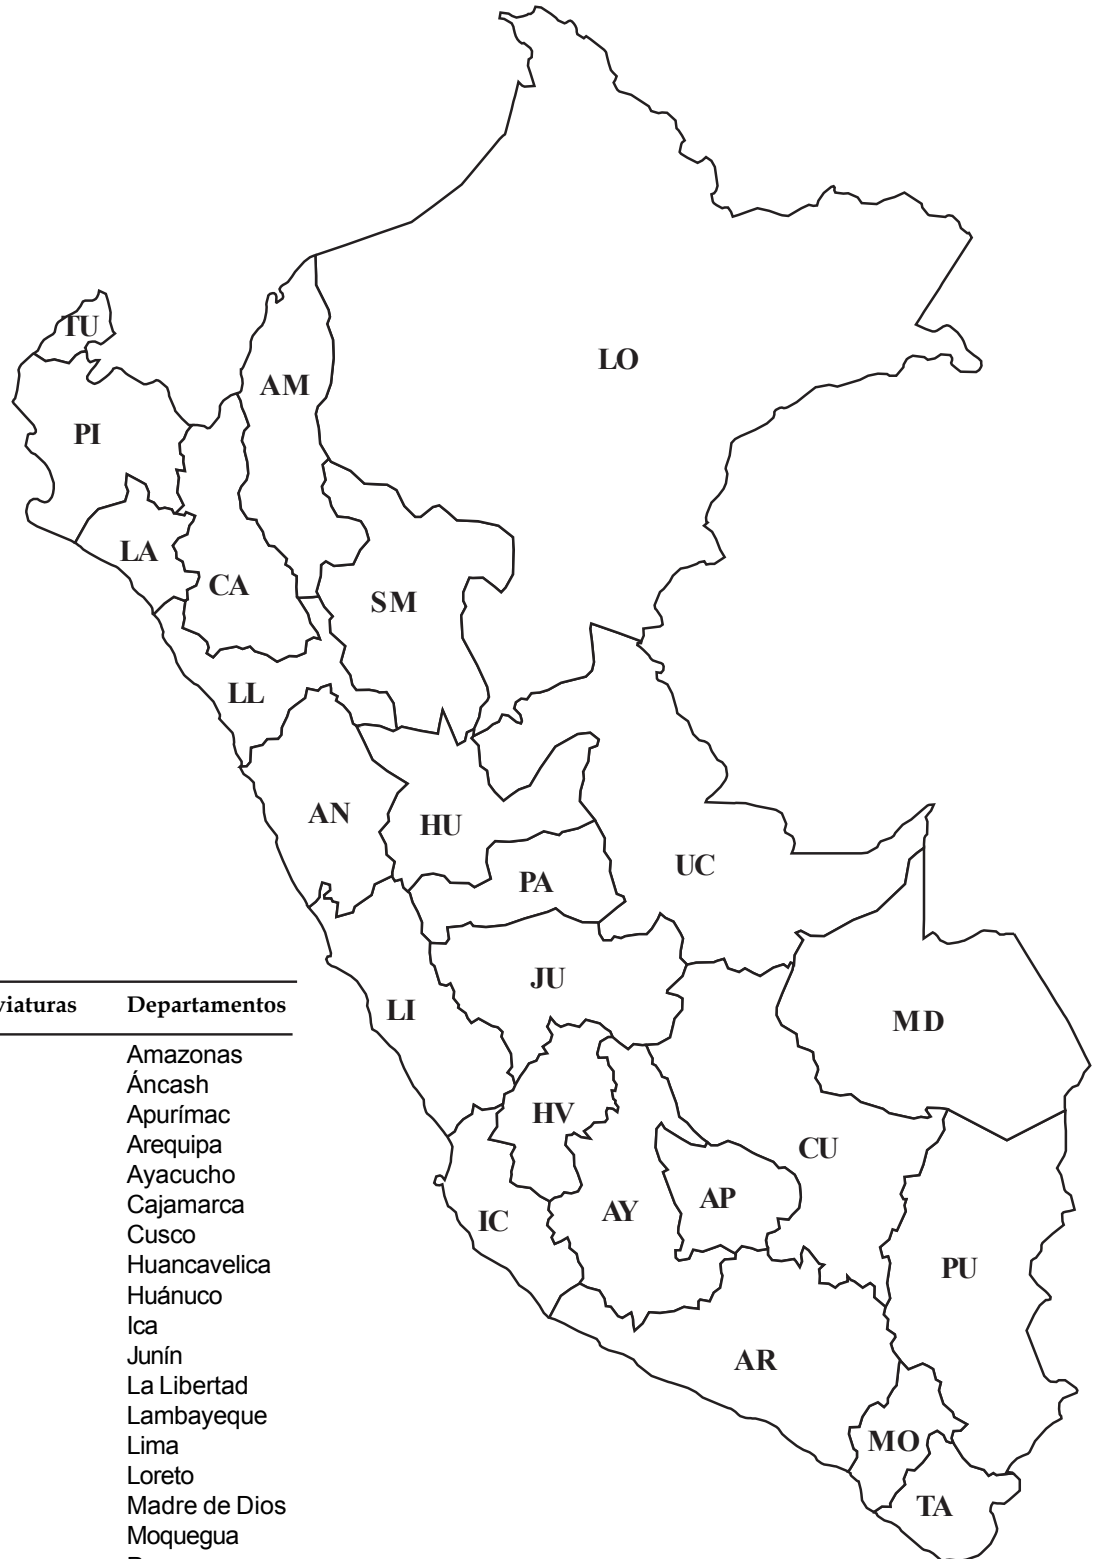 TU
LO
AM
PI
LA
CA
SM
LL
AN
HU
UC
PA
JU
LI
MD
HV
CU
AP
AY
IC
PU
AR
MO
TA
viaturas Departamentos
Amazonas
Áncash
Apurímac
Arequipa
Ayacucho
Cajamarca
Cusco
Huancavelica
Huánuco
Ica
Junín
La Libertad
Lambayeque
Lima
Loreto
Madre de Dios
Moquegua